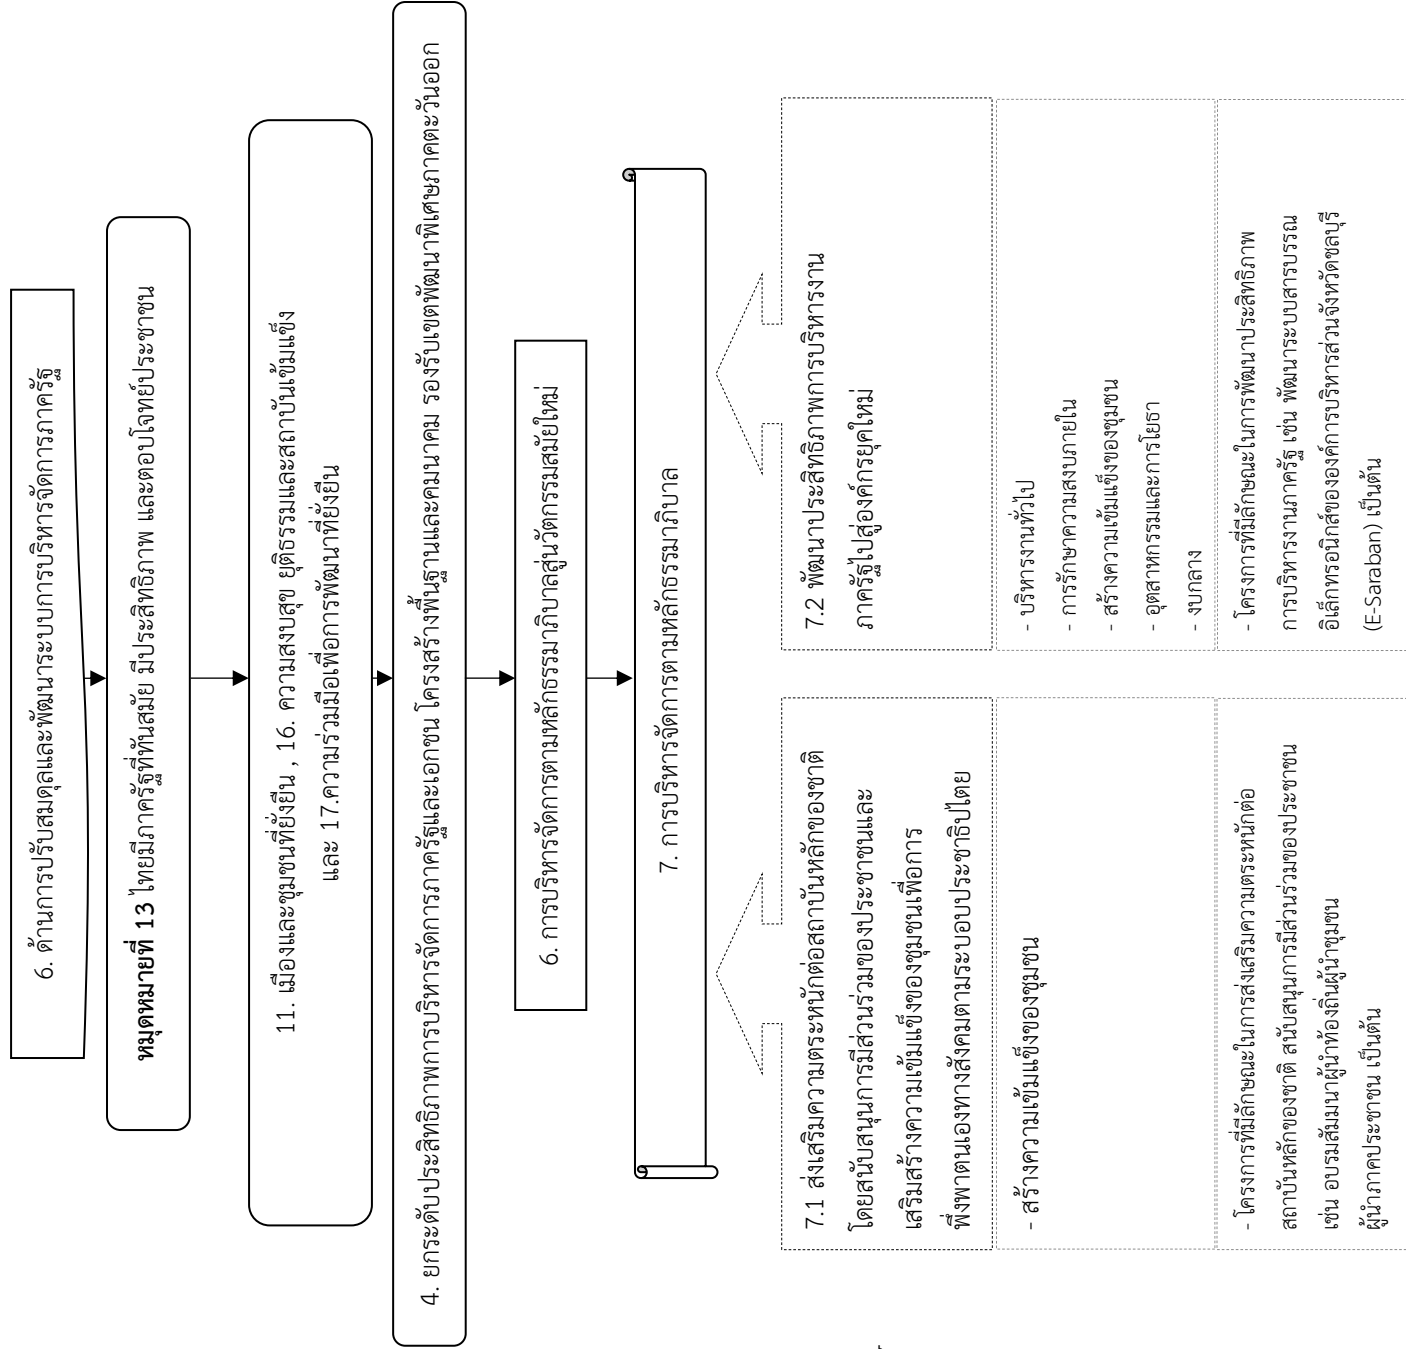 6. ด้านการปรับสมดุลและพัฒนาระบบการบริหารจัดการภาครัฐ
หมุดหมายที่ 13 ไทยมีภาครัฐที่ทันสมัย มีประสิทธิภาพ และตอบโจทย์ประชาชน
11. เมืองและชุมชนที่ยั่งยืน , 16. ความสงบสุข ยุติธรรมและสถาบันเข้มแข็ง
และ 17.ความร่วมมือเพื่อการพัฒนาที่ยั่งยืน
4. ยกระดับประสิทธิภาพการบริหารจัดการภาครัฐและเอกชน โครงสร้างพื้นฐานและคมนาคม รองรับเขตพัฒนาพิเศษภาคตะวันออก
6. การบริหารจัดการตามหลักธรรมาภิบาลสู่นวัตกรรมสมัยใหม่
7. การบริหารจัดการตามหลักธรรมาภิบาล
7.1 ส่งเสริมความตระหนักต่อสถาบันหลักของชาติ
โดยสนับสนุนการมีส่วนร่วมของประชาชนและ
เสริมสร้างความเข้มแข็งของชุมชนเพื่อการ
พึ่งพาตนเองทางสังคมตามระบอบประชาธิปไตย
- สร้างความเข้มแข็งของชุมชน
- โครงการที่มีลักษณะในการส่งเสริมความตระหนักต่อ
สถาบันหลักของชาติ สนับสนุนการมีส่วนร่วมของประชาชน
เช่น อบรมสัมมนาผู้นำท้องถิ่นผู้นำชุมชน
ผู้นำภาคประชาชน เป็นต้น
7.2 พัฒนาประสิทธิภาพการบริหารงาน
ภาครัฐไปสู่องค์กรยุคใหม่
- บริหารงานทั่วไป
- การรักษาความสงบภายใน
- สร้างความเข้มแข็งของชุมชน
- อุตสาหกรรมและการโยธา
- งบกลาง
- โครงการที่มีลักษณะในการพัฒนาประสิทธิภาพ
การบริหารงานภาครัฐ เช่น พัฒนาระบบสารบรรณ
อิเล็กทรอนิกส์ขององค์การบริหารส่วนจังหวัดชลบุรี
(E-Saraban) เป็นต้น